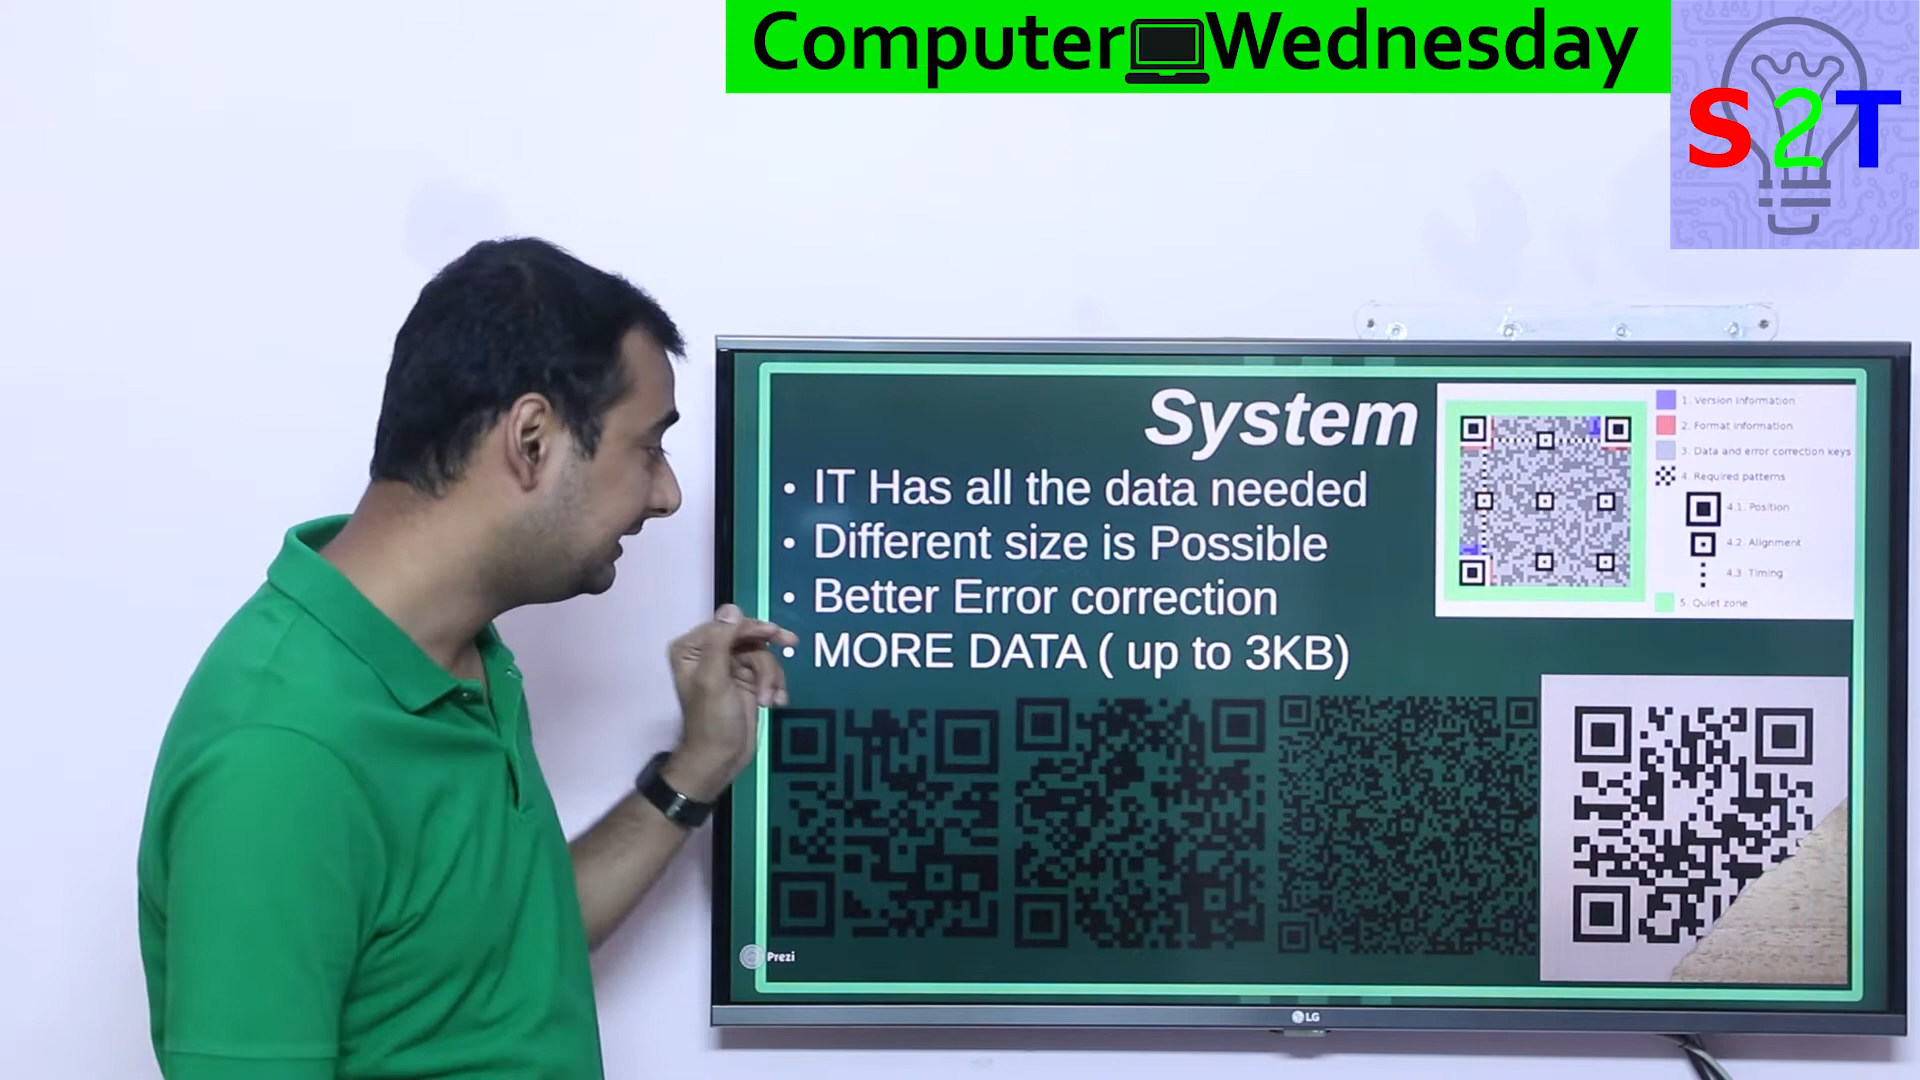 Computer Wednesday
S2T
System
• IT Has all the data needed
• Different size is Possible
• Better Error correction
• MORE DATA ( up to 3KB)
1. Version information
2. Format information
3. Data and error correction keys
4. Required patterns
4.1. Position
4.2. Alignment
4.3. Timing
5. Quiet zone
Prezi
LG